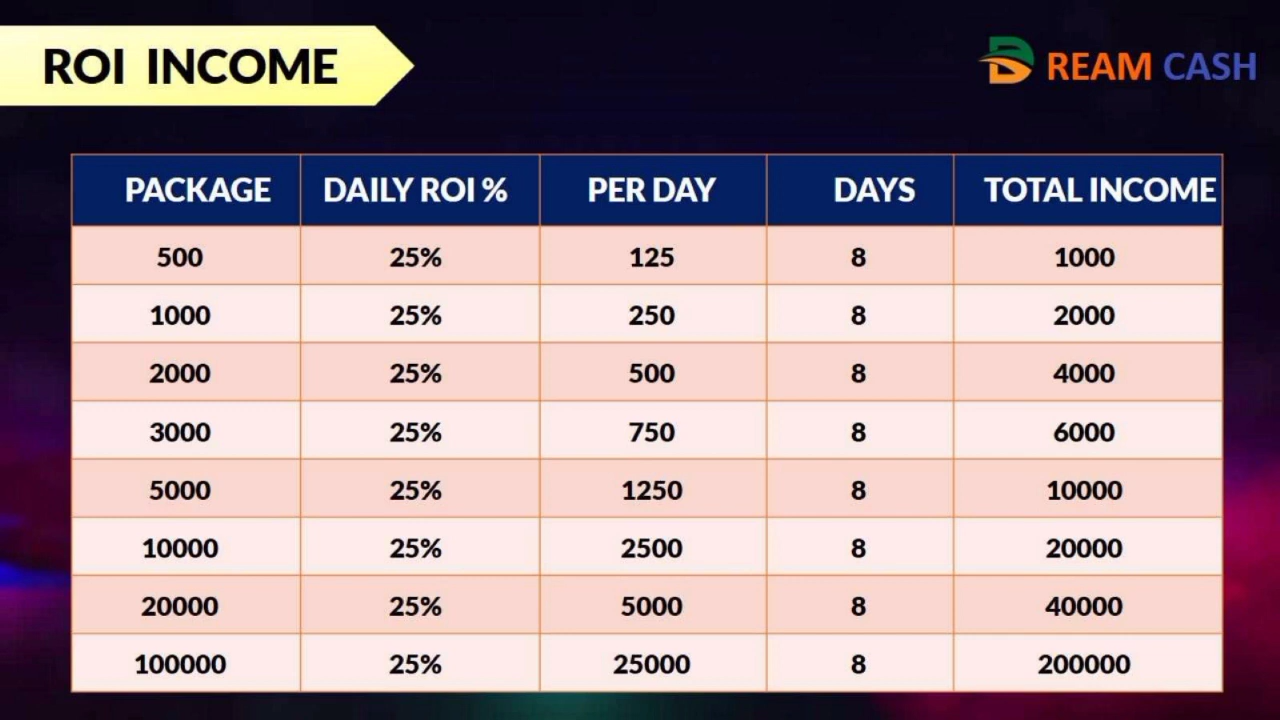 ROI INCOME
DREAM CASH
PACKAGE DAILY ROI % PER DAY DAYS TOTAL INCOME
500 25% 125 8 1000
1000 25% 250 8 2000
2000 25% 500 8 4000
3000 25% 750 8 6000
5000 25% 1250 8 10000
10000 25% 2500 8 20000
20000 25% 5000 8 40000
100000 25% 25000 8 200000